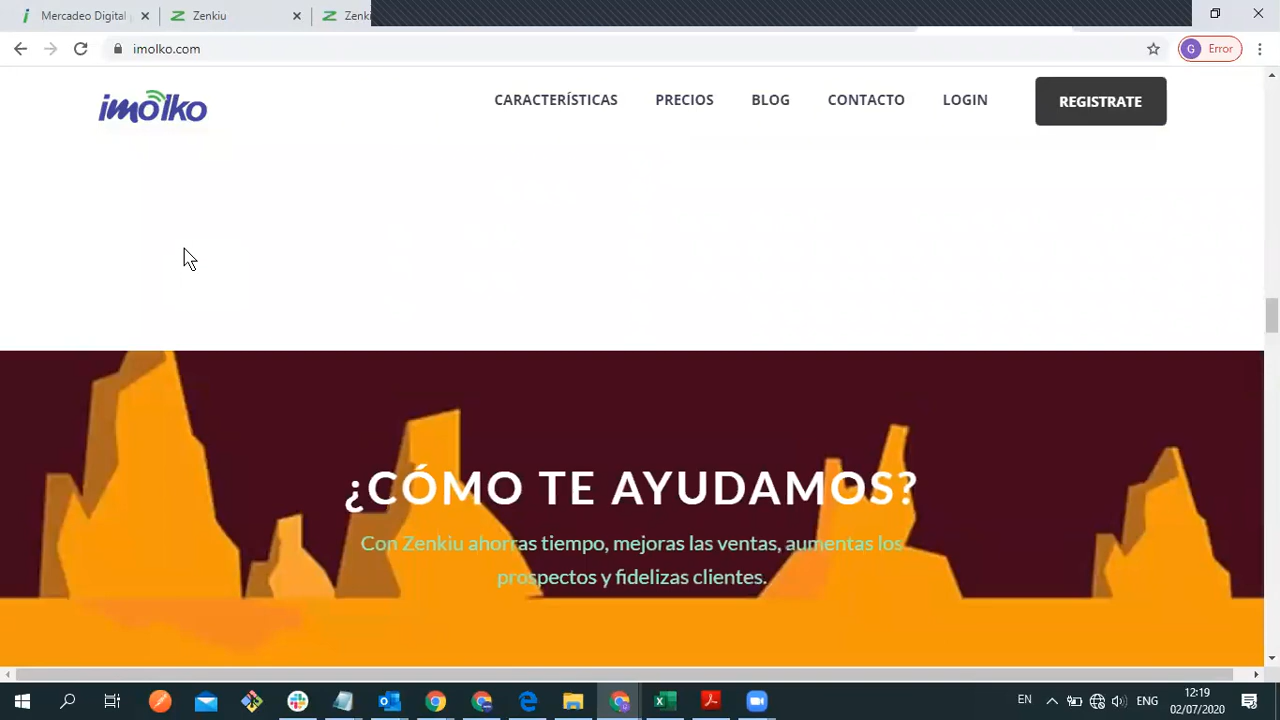 Mercadeo Digital
Zenkiu
Zenki
imolko.com
G
Error
imolko
CARACTERÍSTICAS
PRECIOS
BLOG
CONTACTO
LOGIN
REGISTRATE
¿CÓMO TE AYUDAMOS?
Con Zenkiu ahorras tiempo, mejoras las ventas, aumentas los
prospectos y fidelizas clientes.
EN
ENG
12:19
02/07/2020